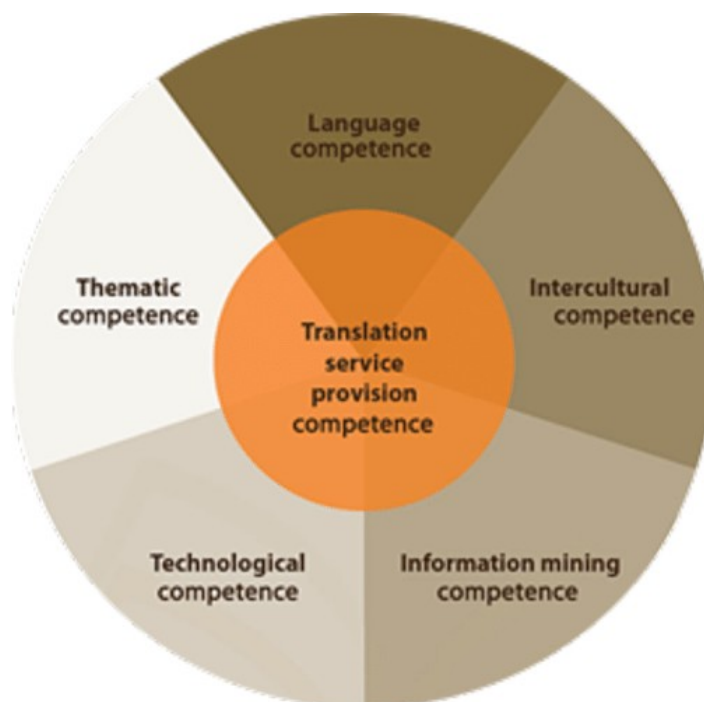 Language
competence
Thematic
competence
Intercultural
competence
Translation
service
provision
competence
Technological
competence
Information mining
competence